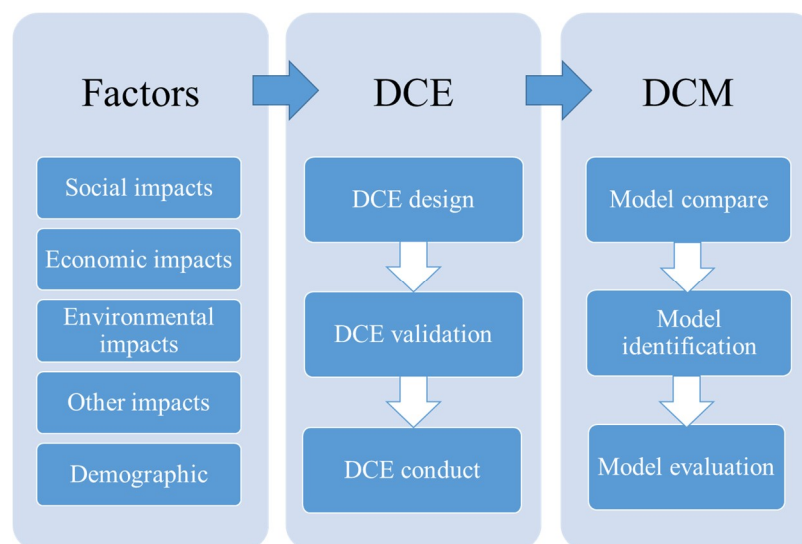 Factors
Social impacts
Economic impacts
Environmental
impacts
Other impacts
Demographic
DCE
DCE design
DCE validation
DCE conduct
DCM
Model compare
Model
identification
Model evaluation